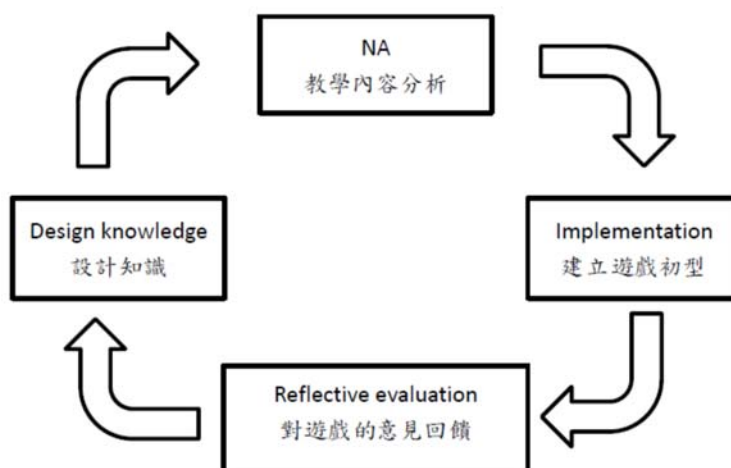 NA
教學內容分析
Implementation
建立遊戲初型
Reflective evaluation
對遊戲的意見回饋
Design knowledge
設計知識